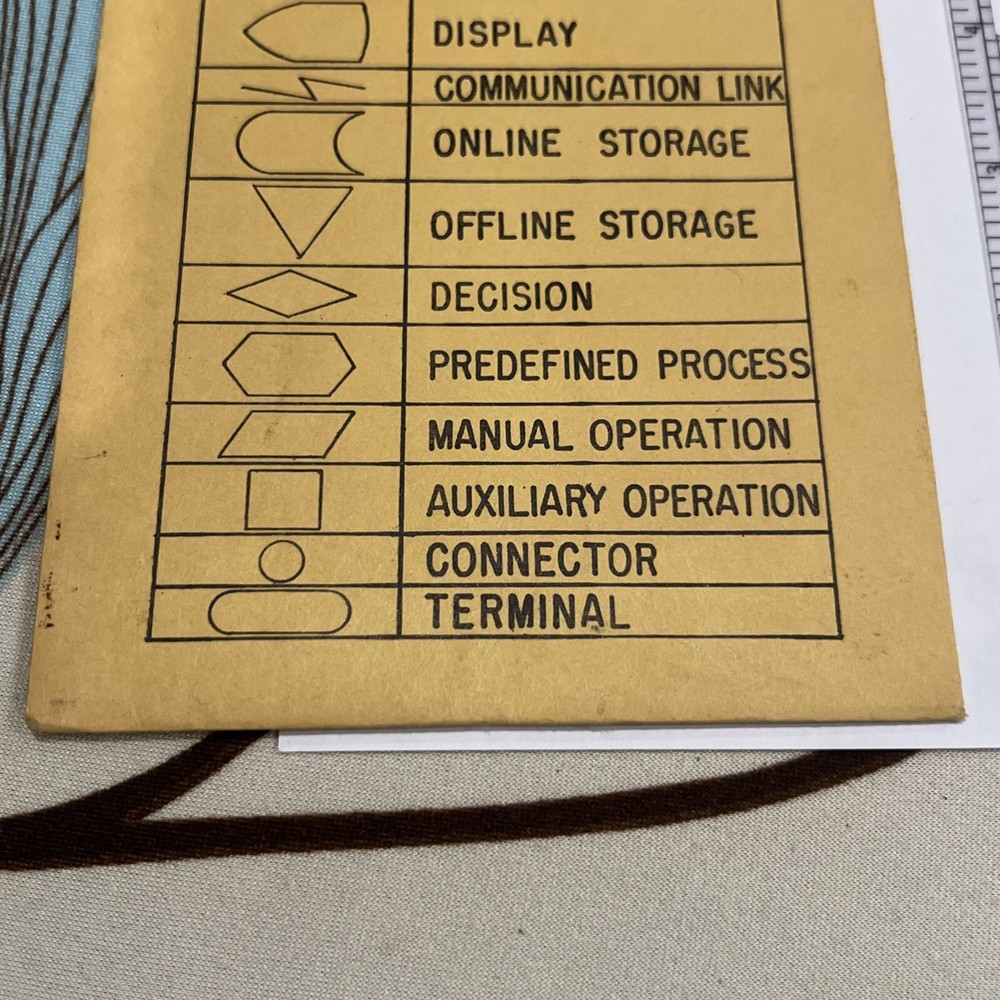 DISPLAY
COMMUNICATION LINK
ONLINE STORAGE
OFFLINE STORAGE
DECISION
PREDEFINED PROCESS
MANUAL OPERATION
AUXILIARY OPERATION
CONNECTOR
TERMINAL